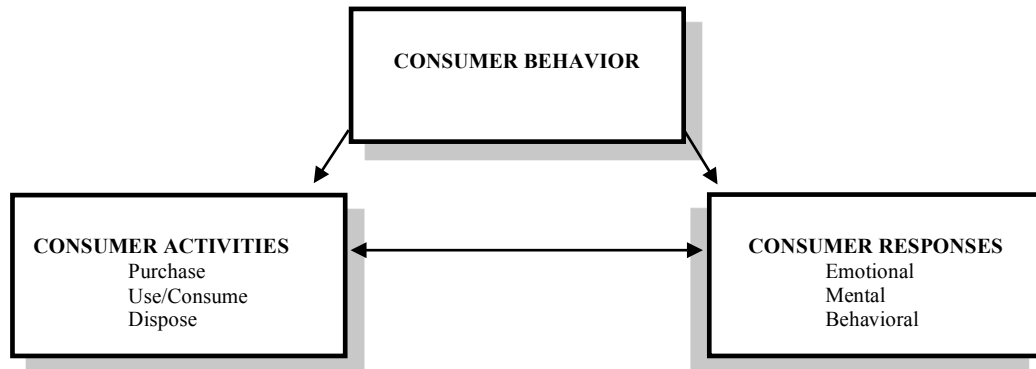 CONSUMER BEHAVIOR
CONSUMER ACTIVITIES
Purchase
Use/Consume
Dispose
CONSUMER RESPONSES
Emotional
Mental
Behavioral